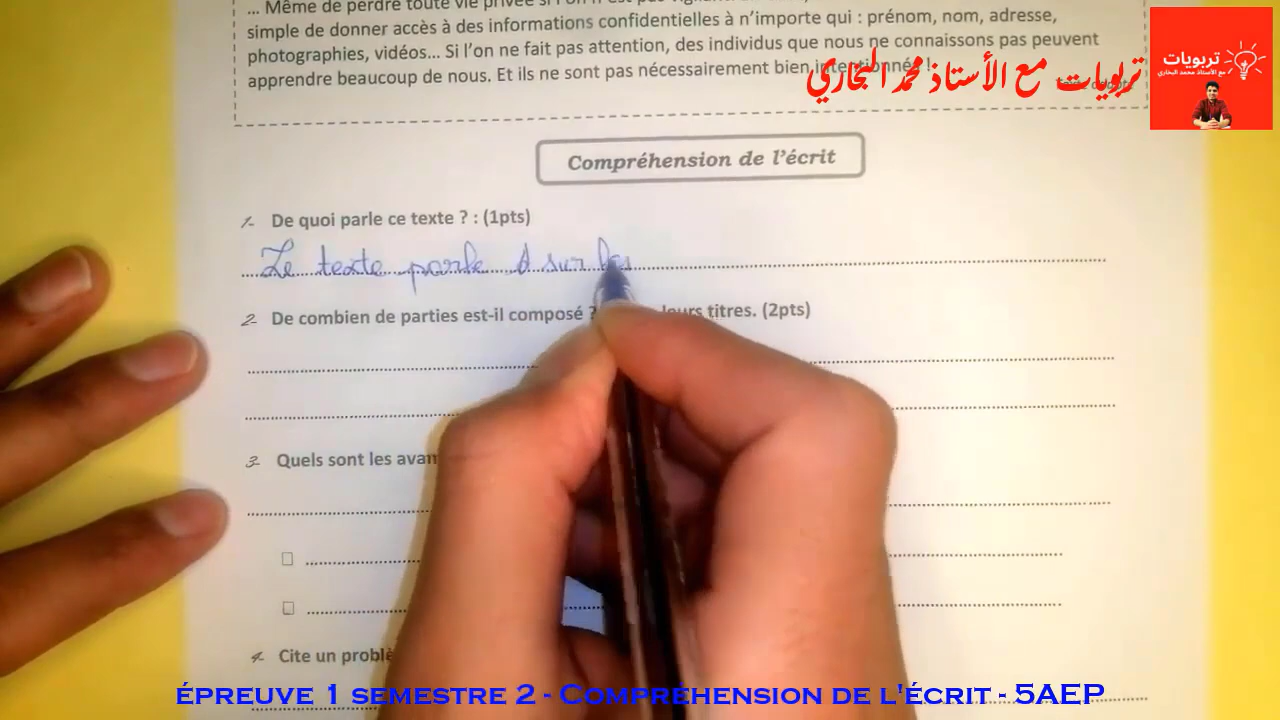 ... Même de perdre toute vie privée si l'on n'est pas vigilant.
simple de donner accès à des informations confidentielles à n'importe qui : prénom, nom, adresse,
photographies, vidéos... Si l'on ne fait pas attention, des individus que nous ne connaissons pas peuvent
apprendre beaucoup de nous. Et ils ne sont pas nécessairement bien intentionnés !
تربويات مع الأستاذ محمد البخاري
تربويات
مع الأستاذ محمد البخاري
Compréhension de l'écrit
1- De quoi parle ce texte ? : (1pts)
Le texte parle d sur les
2- De combien de parties est-il composé ? leurs titres. (2pts)
3- Quels sont les avan
4- Cite un problè
épreuve 1 semestre 2 - Compréhension de l'écrit - 5AEP